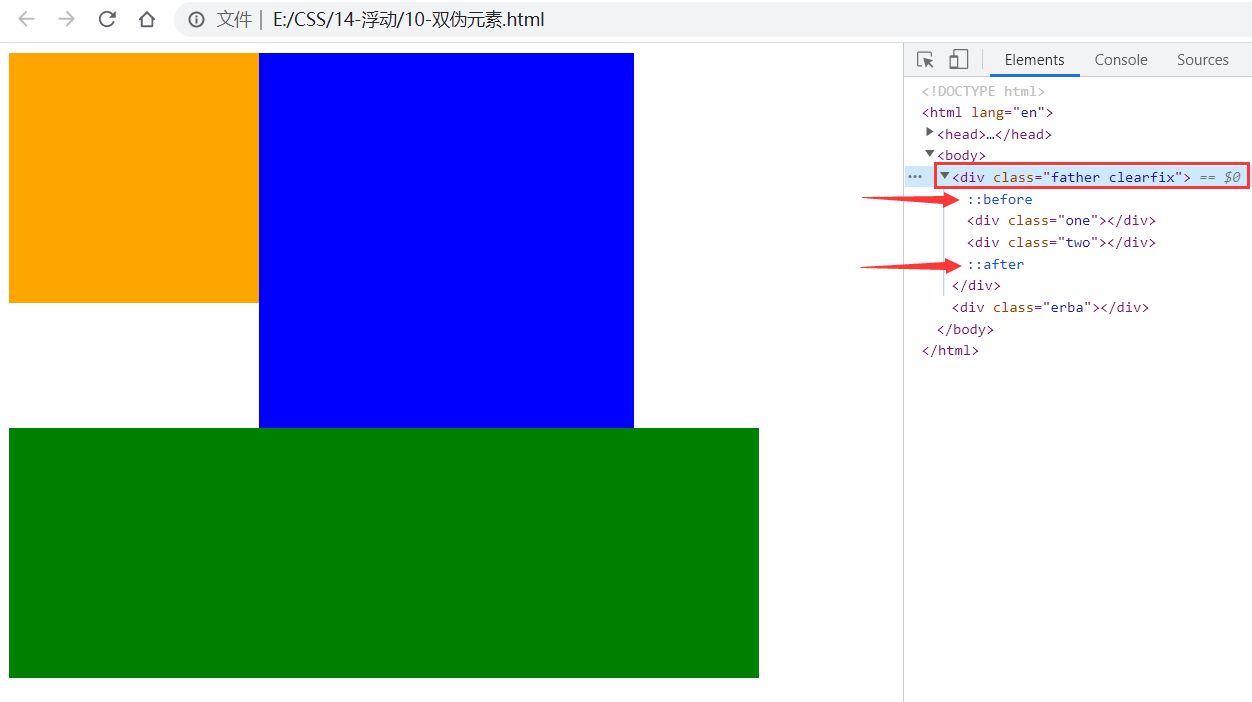 文件 | E:/CSS/14-浮动/10-双伪元素.html
Elements Console Sources
<!DOCTYPE html>
<html lang="en">
<head>…</head>
<body>
<div class="father clearfix"> == $0
::before
<div class="one"></div>
<div class="two"></div>
::after
</div>
<div class="erba"></div>
</body>
</html>